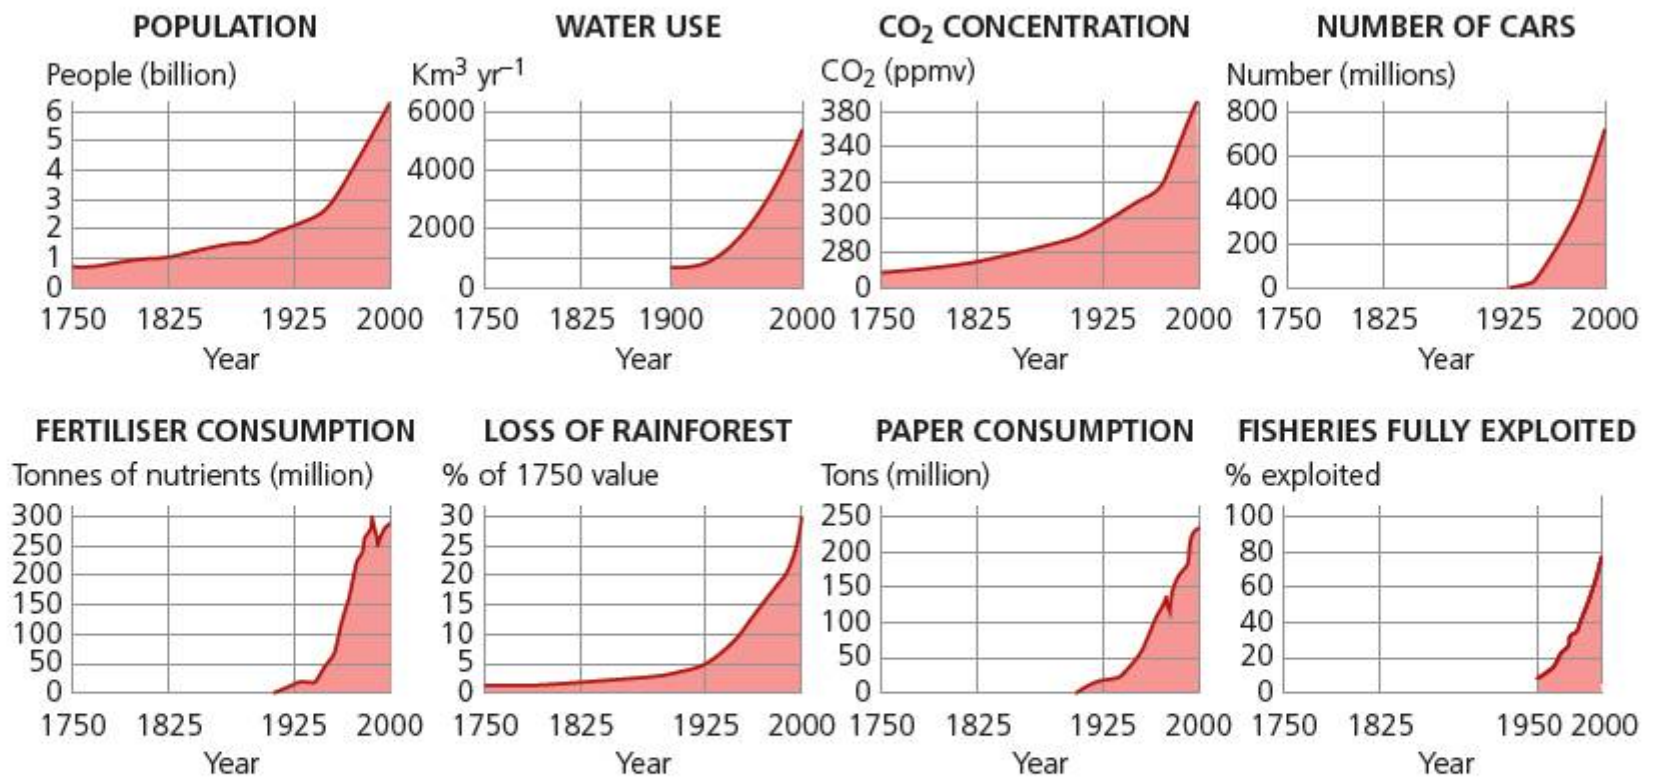 POPULATION
People (billion)
6
5
4
3
2
1
0
1750 1825 1925 2000
Year
WATER USE
Km³ yr⁻¹
6000
4000
2000
0
1750 1825 1900 2000
Year
CO₂ CONCENTRATION
CO₂ (ppmv)
380
340
320
300
280
0
1750 1825 1925 2000
Year
NUMBER OF CARS
Number (millions)
800
600
400
200
0
1750 1825 1925 2000
Year
FERTILISER CONSUMPTION
Tonnes of nutrients (million)
300
250
200
150
100
50
0
1750 1825 1925 2000
Year
LOSS OF RAINFOREST
% of 1750 value
30
25
20
15
10
5
0
1750 1825 1925 2000
Year
PAPER CONSUMPTION
Tons (million)
250
200
150
100
50
0
1750 1825 1925 2000
Year
FISHERIES FULLY EXPLOITED
% exploited
100
80
60
40
20
0
1750 1825 1950 2000
Year